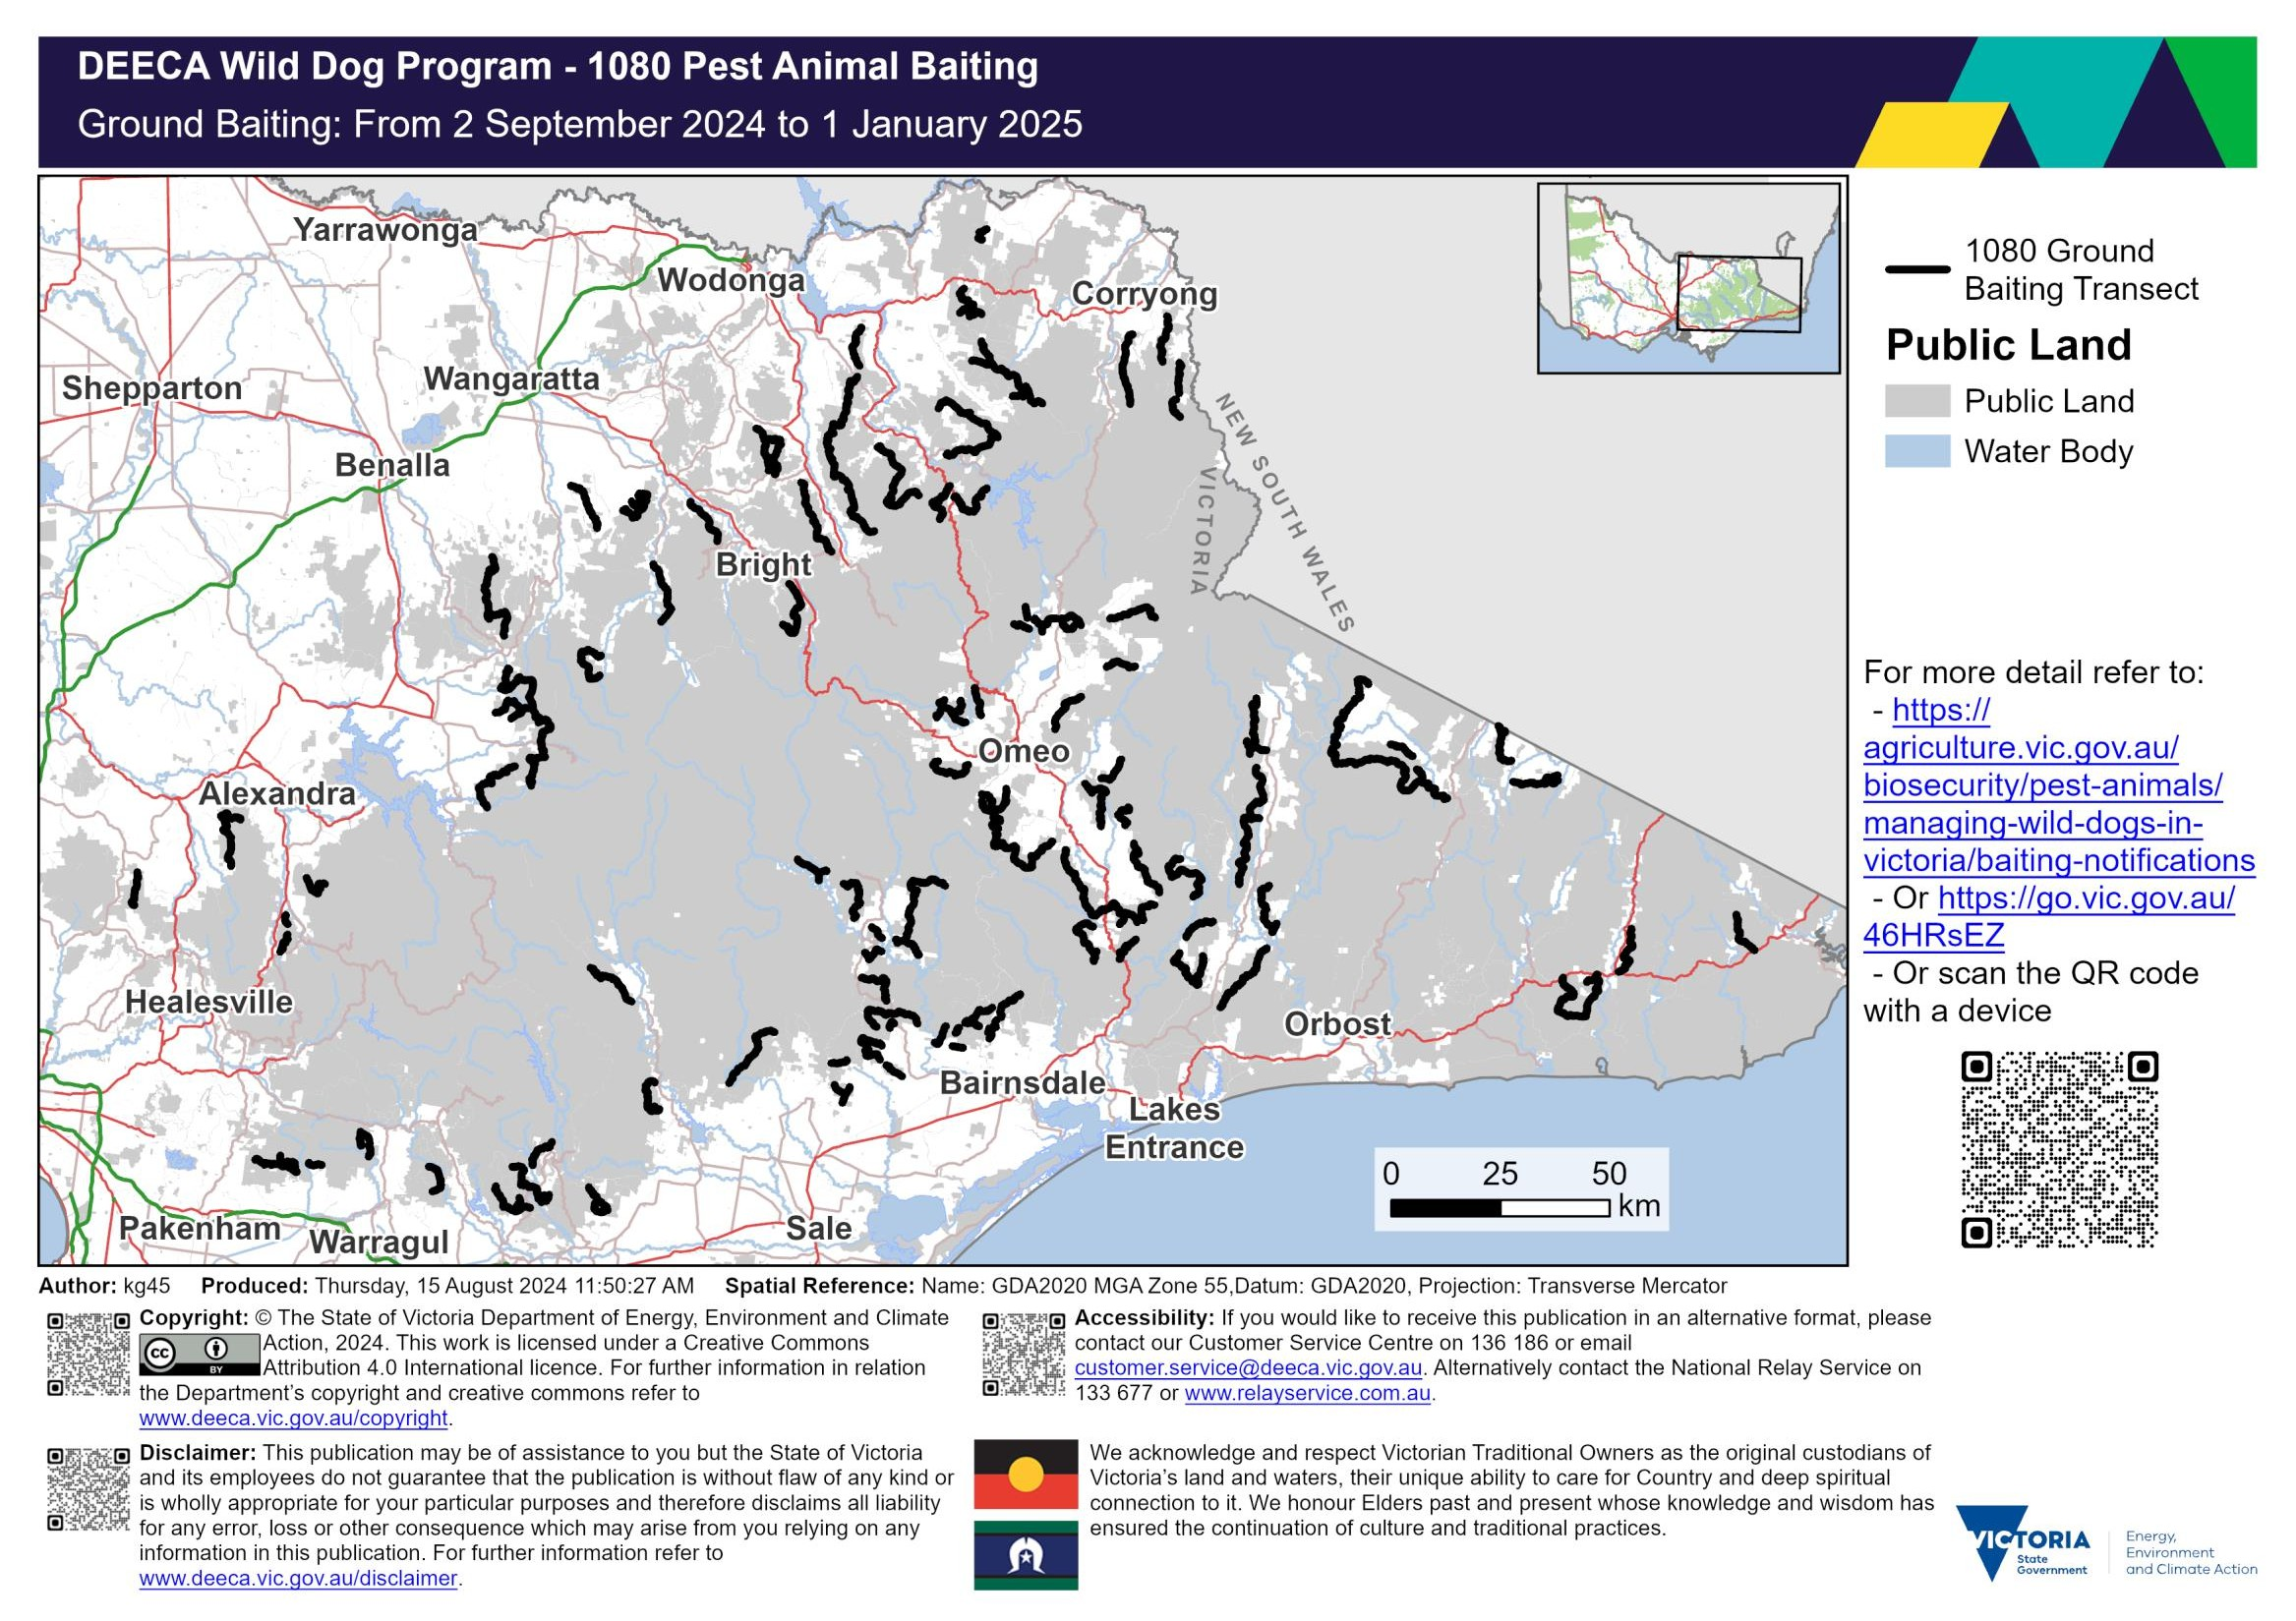 DEECA Wild Dog Program - 1080 Pest Animal Baiting
Ground Baiting: From 2 September 2024 to 1 January 2025
Yarrawonga
Wodonga
Corryong
Shepparton
Wangaratta
Benalla
NEW SOUTH WALES
VICTORIA
Bright
Omeo
Alexandra
Healesville
Orbost
Bairnsdale
Lakes
Entrance
Pakenham
Warragul
Sale
0 25 50
km
1080 Ground
Baiting Transect
Public Land
Public Land
Water Body
For more detail refer to:
- https://
agriculture.vic.gov.au/
biosecurity/pest-animals/
managing-wild-dogs-in-
victoria/baiting-notifications
- Or https://go.vic.gov.au/
46HRsEZ
- Or scan the QR code
with a device
Author: kg45 Produced: Thursday, 15 August 2024 11:50:27 AM Spatial Reference: Name: GDA2020 MGA Zone 55,Datum: GDA2020, Projection: Transverse Mercator
Copyright: © The State of Victoria Department of Energy, Environment and Climate
Action, 2024. This work is licensed under a Creative Commons
Attribution 4.0 International licence. For further information in relation
the Department's copyright and creative commons refer to
www.deeca.vic.gov.au/copyright.
cc BY
Disclaimer: This publication may be of assistance to you but the State of Victoria
and its employees do not guarantee that the publication is without flaw of any kind or
is wholly appropriate for your particular purposes and therefore disclaims all liability
for any error, loss or other consequence which may arise from you relying on any
information in this publication. For further information refer to
www.deeca.vic.gov.au/disclaimer.
Accessibility: If you would like to receive this publication in an alternative format, please
contact our Customer Service Centre on 136 186 or email
customer.service@deeca.vic.gov.au. Alternatively contact the National Relay Service on
133 677 or www.relayservice.com.au.
We acknowledge and respect Victorian Traditional Owners as the original custodians of
Victoria's land and waters, their unique ability to care for Country and deep spiritual
connection to it. We honour Elders past and present whose knowledge and wisdom has
ensured the continuation of culture and traditional practices.
VICTORIA
State
Government
Energy,
Environment
and Climate Action